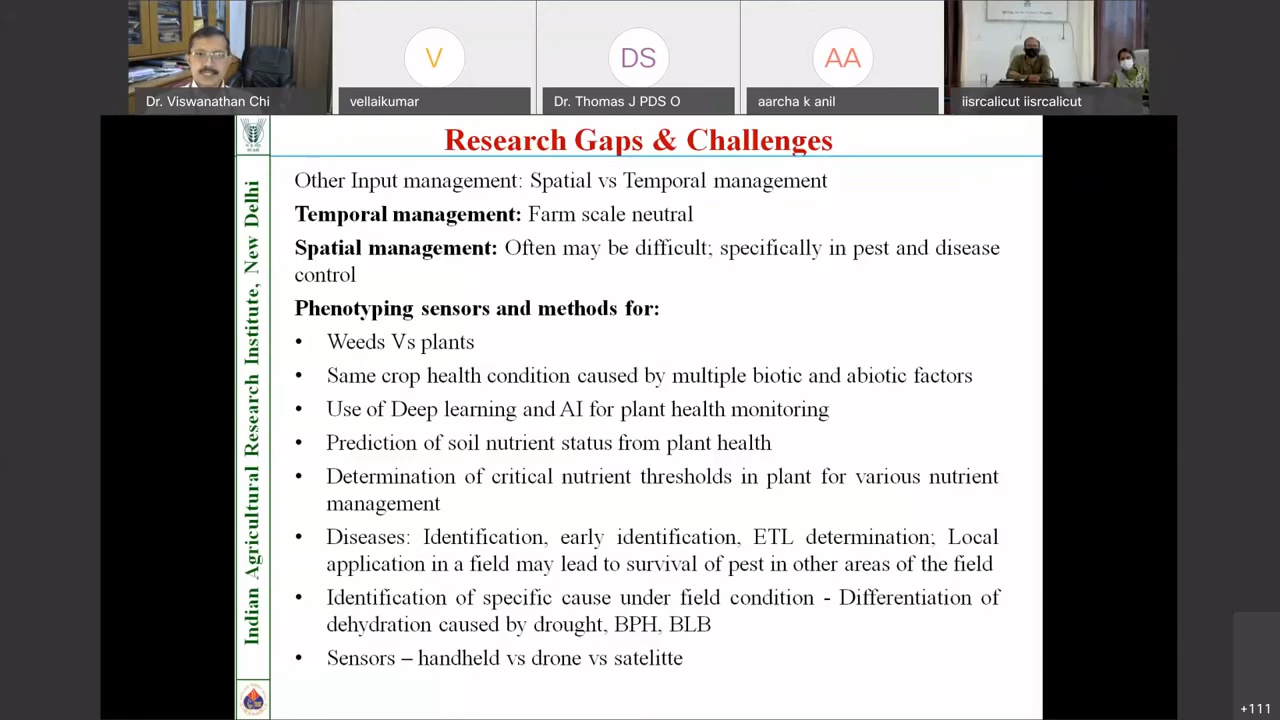 V
DS
AA
Dr. Viswanathan Chi
vellaikumar
Dr. Thomas J PDS O
aarcha k anil
iisrcalicut iisrcalicut
Research Gaps & Challenges
Indian Agricultural Research Institute, New Delhi
Other Input management: Spatial vs Temporal management
Temporal management: Farm scale neutral
Spatial management: Often may be difficult; specifically in pest and disease
control
Phenotyping sensors and methods for:
• Weeds Vs plants
• Same crop health condition caused by multiple biotic and abiotic factors
• Use of Deep learning and AI for plant health monitoring
• Prediction of soil nutrient status from plant health
• Determination of critical nutrient thresholds in plant for various nutrient
management
• Diseases: Identification, early identification, ETL determination; Local
application in a field may lead to survival of pest in other areas of the field
• Identification of specific cause under field condition - Differentiation of
dehydration caused by drought, BPH, BLB
• Sensors – handheld vs drone vs satelitte
+111